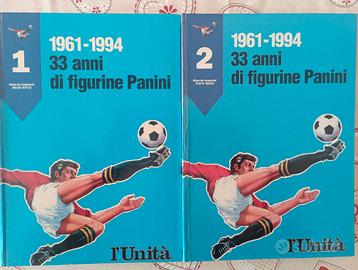 1
1961-1994
33 anni
di figurine Panini
l'Unità
2
1961-1994
33 anni
di figurine Panini
l'Unità